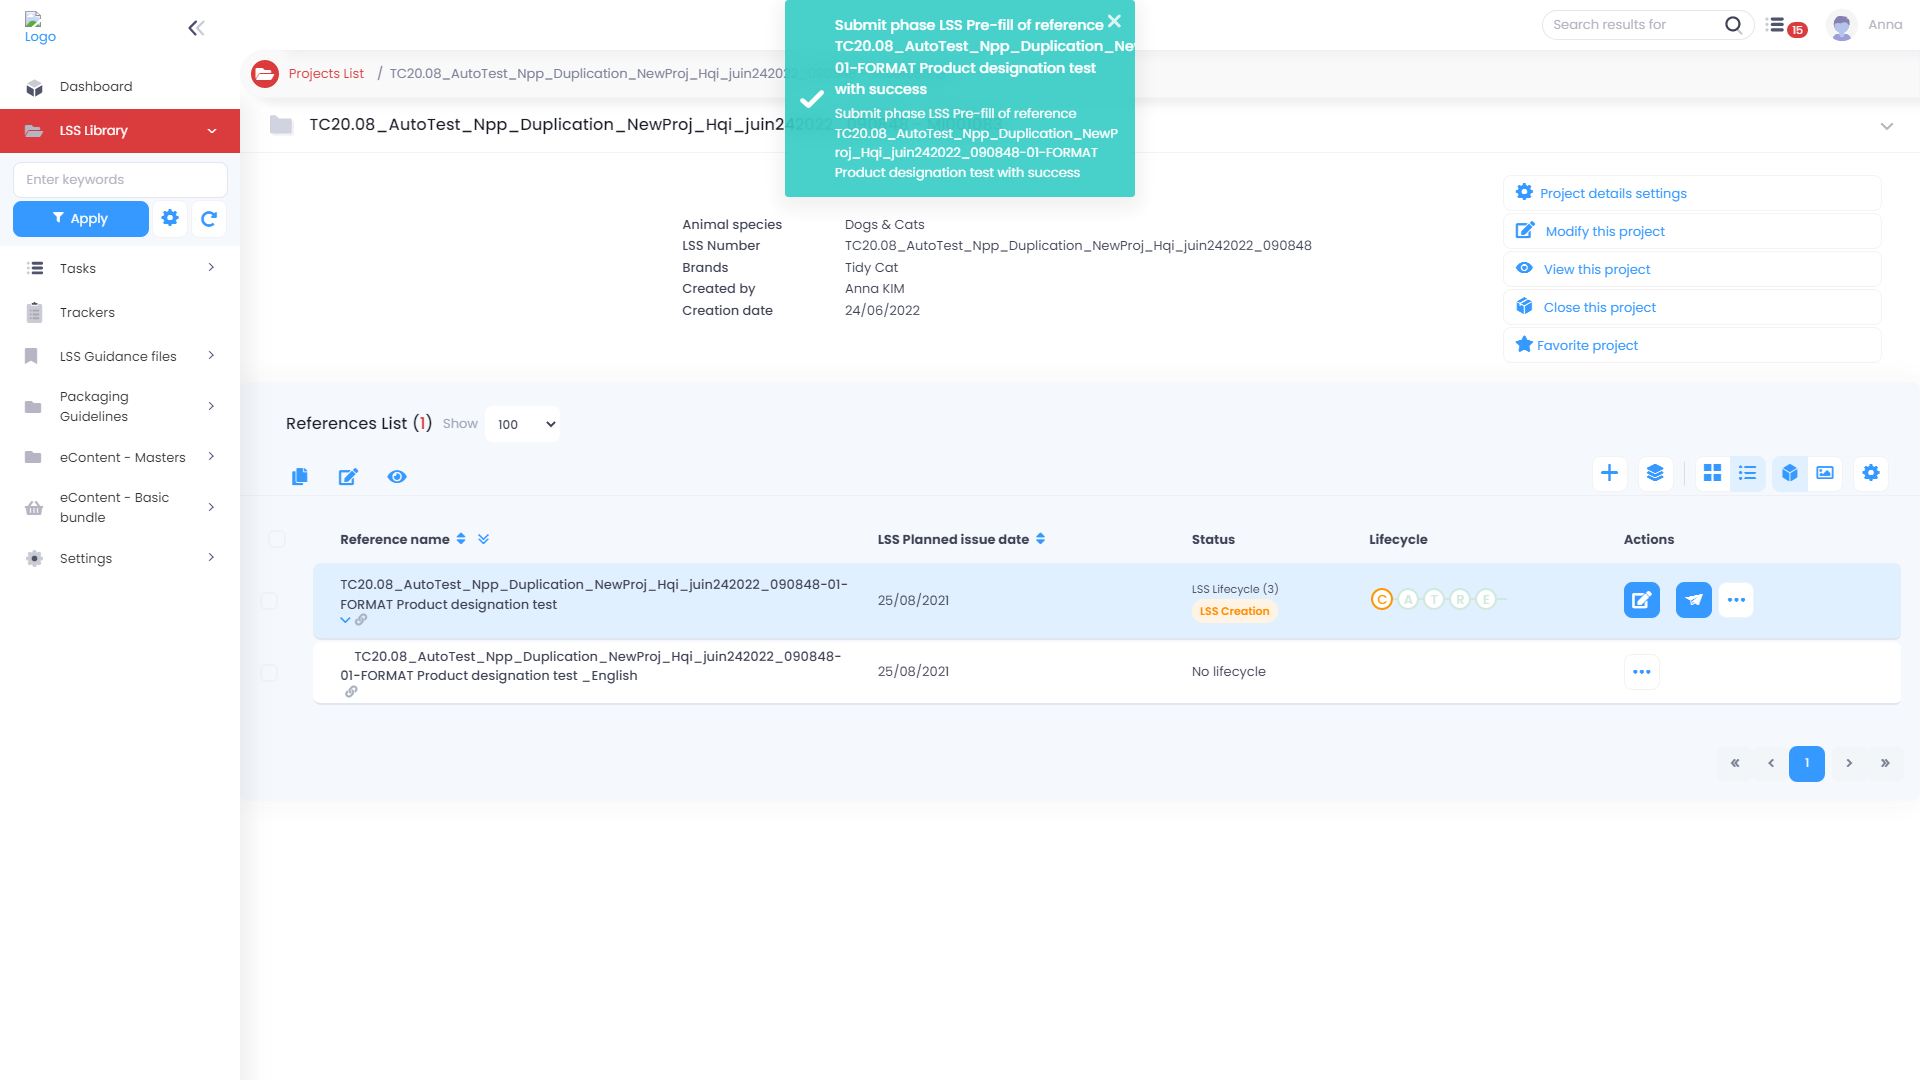 Logo
Search results for
15
Anna
Submit phase LSS Pre-fill of reference
TC20.08_AutoTest_Npp_Duplication_Ne
01-FORMAT Product designation test
with success
Submit phase LSS Pre-fill of reference
TC20.08_AutoTest_Npp_Duplication_NewP
roj_Hqi_juin242022_090848-01-FORMAT
Product designation test with success
Projects List / TC20.08_AutoTest_Npp_Duplication_NewProj_Hqi_juin242022
TC20.08_AutoTest_Npp_Duplication_NewProj_Hqi_juin242022
Dashboard
LSS Library
Enter keywords
Apply
Tasks
Trackers
LSS Guidance files
Packaging
Guidelines
eContent - Masters
eContent - Basic
bundle
Settings
Animal species Dogs & Cats
LSS Number TC20.08_AutoTest_Npp_Duplication_NewProj_Hqi_juin242022_090848
Brands Tidy Cat
Created by Anna KIM
Creation date 24/06/2022
Project details settings
Modify this project
View this project
Close this project
Favorite project
References List (1) Show 100
Reference name LSS Planned issue date Status Lifecycle Actions
TC20.08_AutoTest_Npp_Duplication_NewProj_Hqi_juin242022_090848-01-
FORMAT Product designation test
25/08/2021
LSS Lifecycle (3)
LSS Creation
C A T R E
TC20.08_AutoTest_Npp_Duplication_NewProj_Hqi_juin242022_090848-
01-FORMAT Product designation test _English
25/08/2021
No lifecycle
« ‹ 1 › »